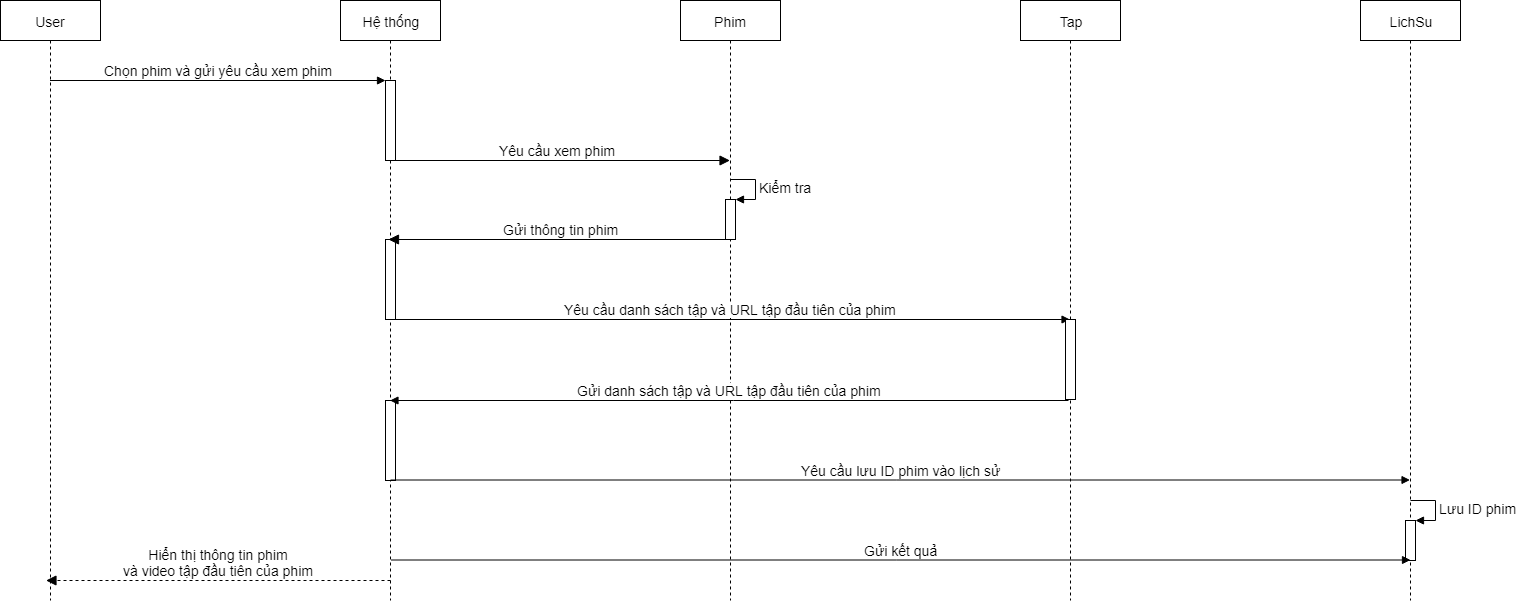 User
Hệ thống
Phim
Tap
LichSu
Chọn phim và gửi yêu cầu xem phim
Yêu cầu xem phim
Kiểm tra
Gửi thông tin phim
Yêu cầu danh sách tập và URL tập đầu tiên của phim
Gửi danh sách tập và URL tập đầu tiên của phim
Yêu cầu lưu ID phim vào lịch sử
Lưu ID phim
Gửi kết quả
Hiển thị thông tin phim
và video tập đầu tiên của phim